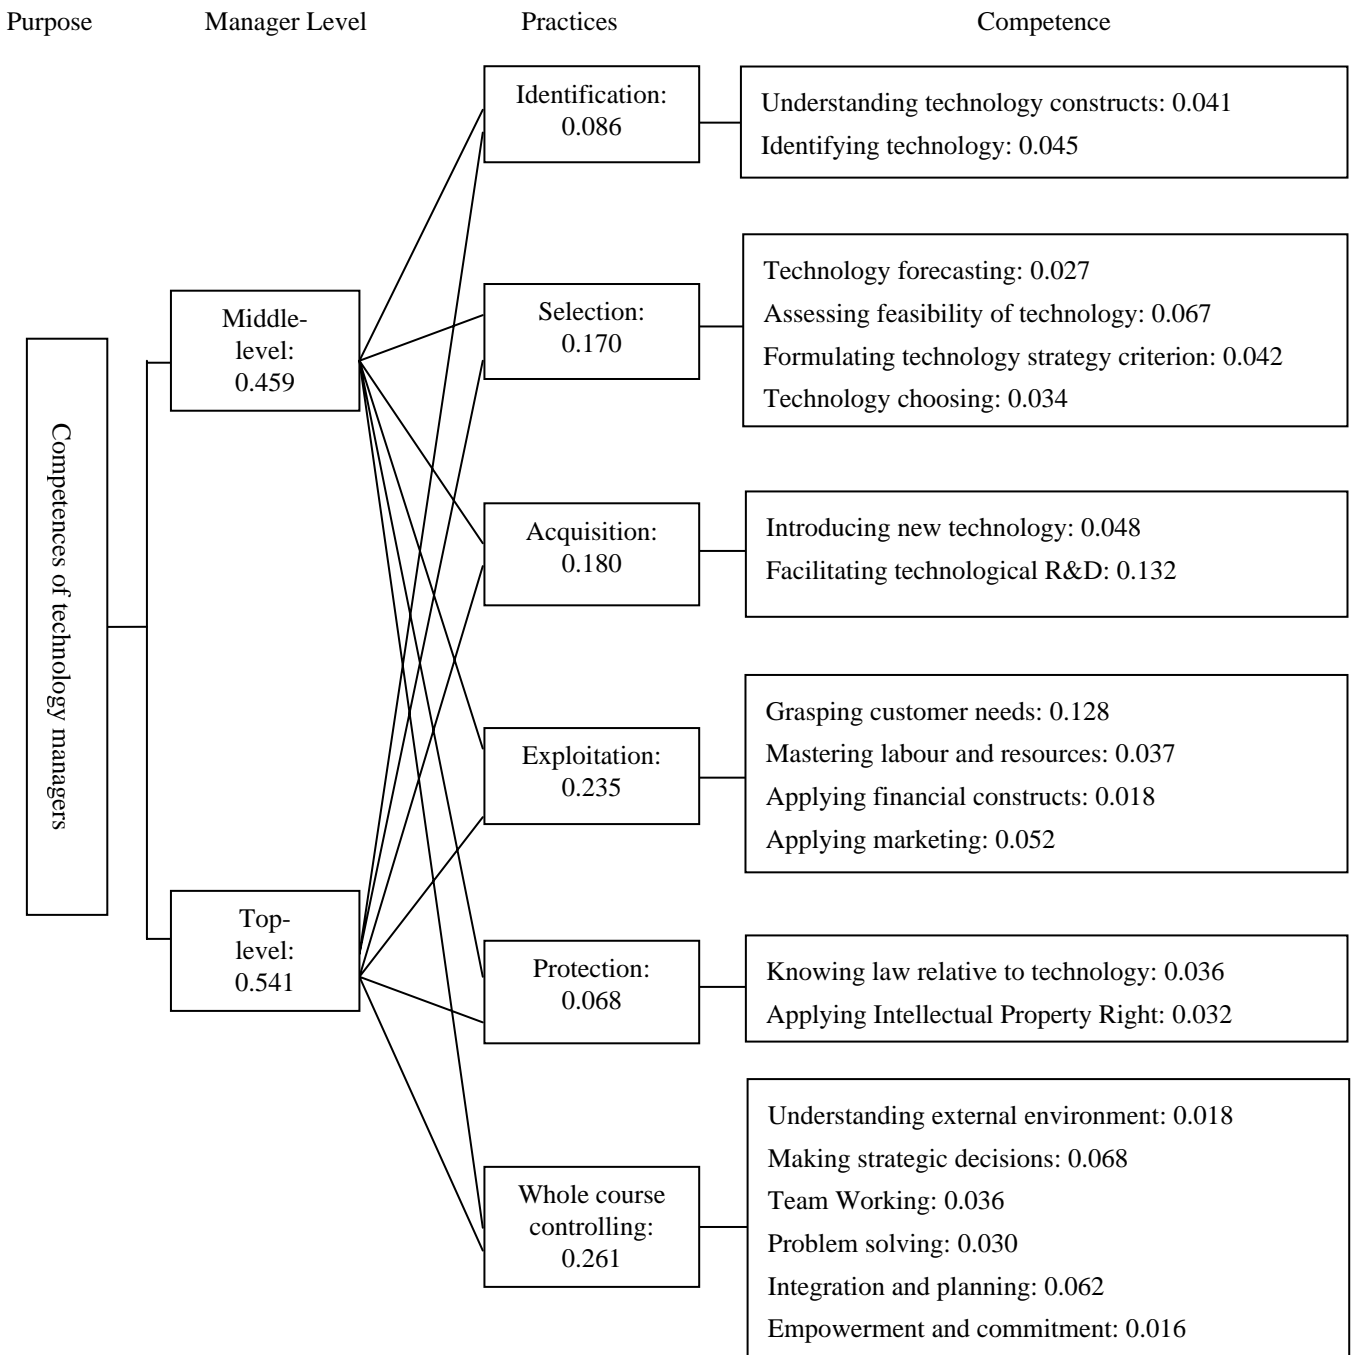 Purpose
Manager Level
Practices
Competence
Competences of technology managers
Middle-
level:
0.459
Top-
level:
0.541
Identification:
0.086
Understanding technology constructs: 0.041
Identifying technology: 0.045
Selection:
0.170
Technology forecasting: 0.027
Assessing feasibility of technology: 0.067
Formulating technology strategy criterion: 0.042
Technology choosing: 0.034
Acquisition:
0.180
Introducing new technology: 0.048
Facilitating technological R&D: 0.132
Exploitation:
0.235
Grasping customer needs: 0.128
Mastering labour and resources: 0.037
Applying financial constructs: 0.018
Applying marketing: 0.052
Protection:
0.068
Knowing law relative to technology: 0.036
Applying Intellectual Property Right: 0.032
Whole course
controlling:
0.261
Understanding external environment: 0.018
Making strategic decisions: 0.068
Team Working: 0.036
Problem solving: 0.030
Integration and planning: 0.062
Empowerment and commitment: 0.016